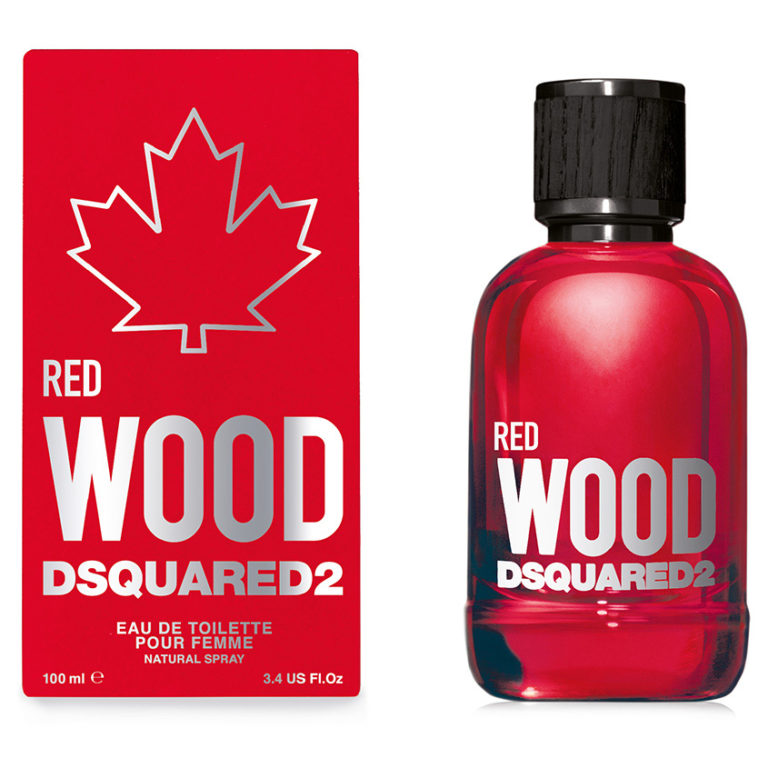 RED
WOOD
DSQUARED2
EAU DE TOILETTE
POUR FEMME
NATURAL SPRAY
100 ml ℮ 3.4 US Fl.Oz
RED
WOOD
DSQUARED2